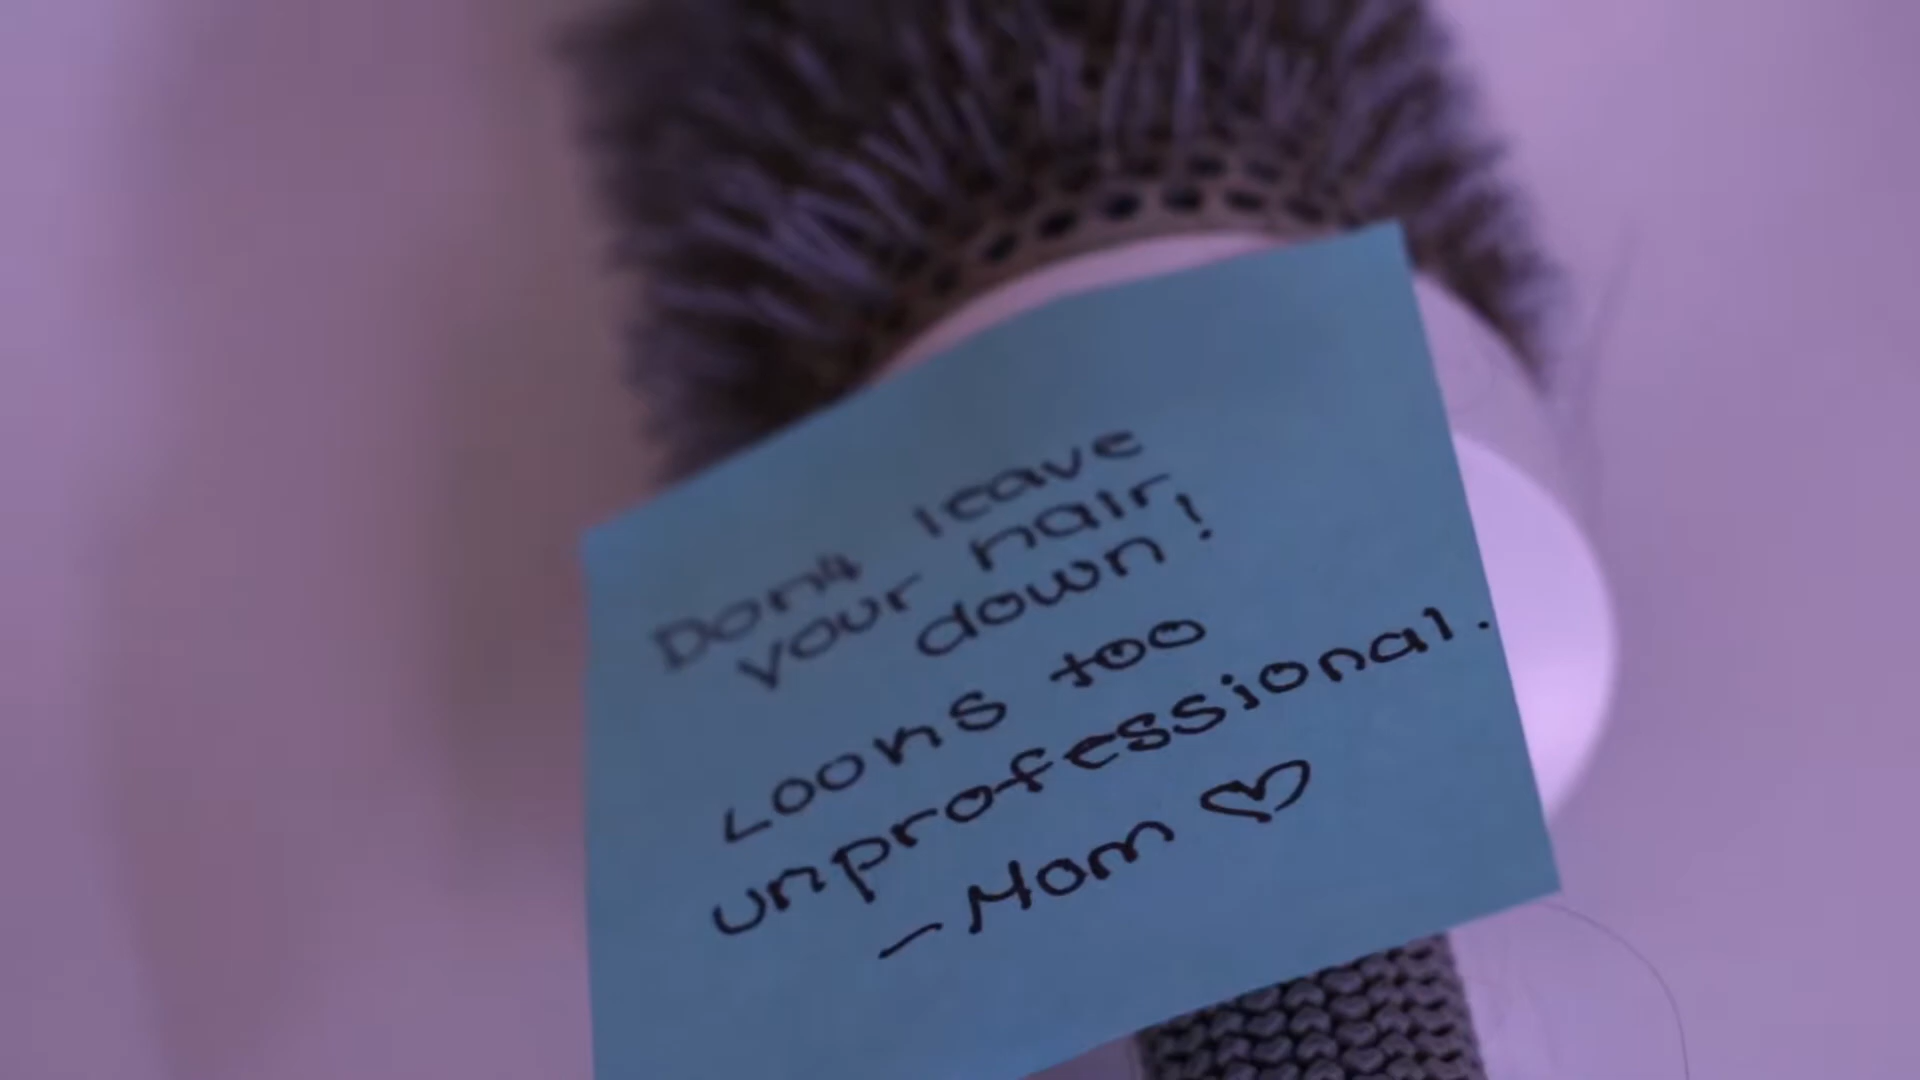 Don't leave
your hair
down!
Looks too
unprofessional.
- Mom ♡